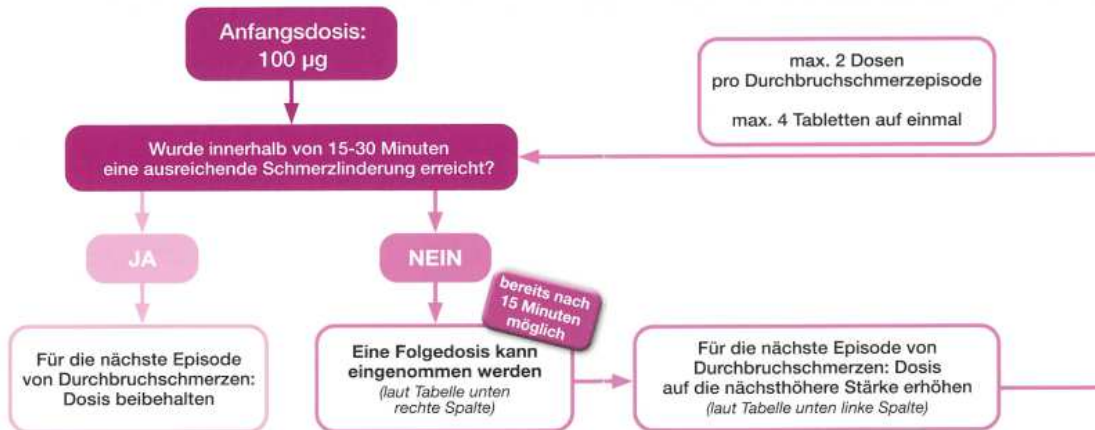 Anfangsdosis:
100 µg
max. 2 Dosen
pro Durchbruchschmerzepisode
max. 4 Tabletten auf einmal
Wurde innerhalb von 15-30 Minuten
eine ausreichende Schmerzlinderung erreicht?
JA
NEIN
bereits nach
15 Minuten
möglich
Für die nächste Episode
von Durchbruchschmerzen:
Dosis beibehalten
Eine Folgedosis kann
eingenommen werden
(laut Tabelle unten
rechte Spalte)
Für die nächste Episode von
Durchbruchschmerzen: Dosis
auf die nächsthöhere Stärke erhöhen
(laut Tabelle unten linke Spalte)